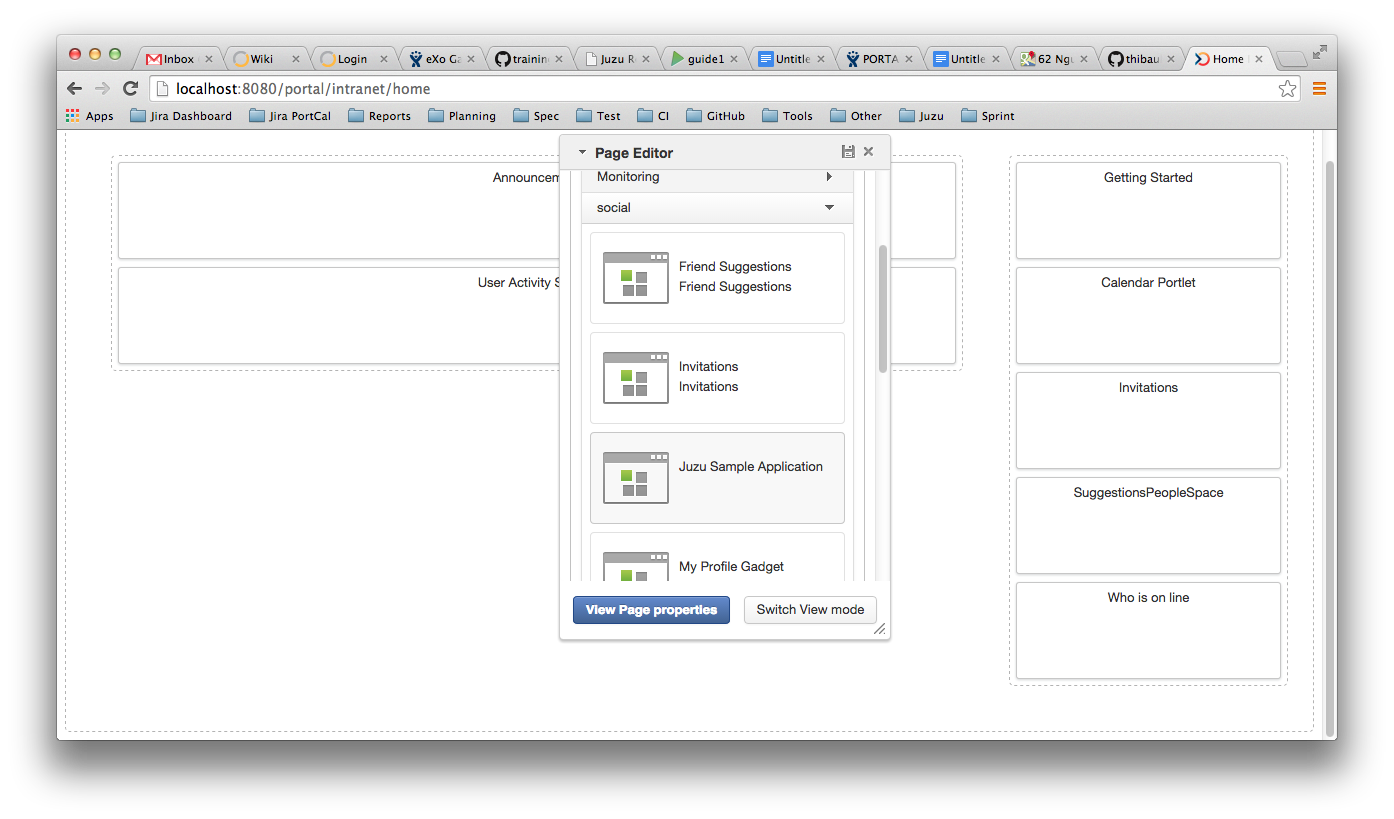 Inbox
Wiki
Login
eXo Ga
trainin
Juzu R
guide1
Untitle
PORTA
Untitle
62 Ngu
thibau
Home
localhost:8080/portal/intranet/home
Apps
Jira Dashboard
Jira PortCal
Reports
Planning
Spec
Test
CI
GitHub
Tools
Other
Juzu
Sprint
Page Editor
Monitoring
social
Friend Suggestions
Friend Suggestions
Invitations
Invitations
Juzu Sample Application
My Profile Gadget
View Page properties
Switch View mode
Announcem
User Activity S
Getting Started
Calendar Portlet
Invitations
SuggestionsPeopleSpace
Who is on line